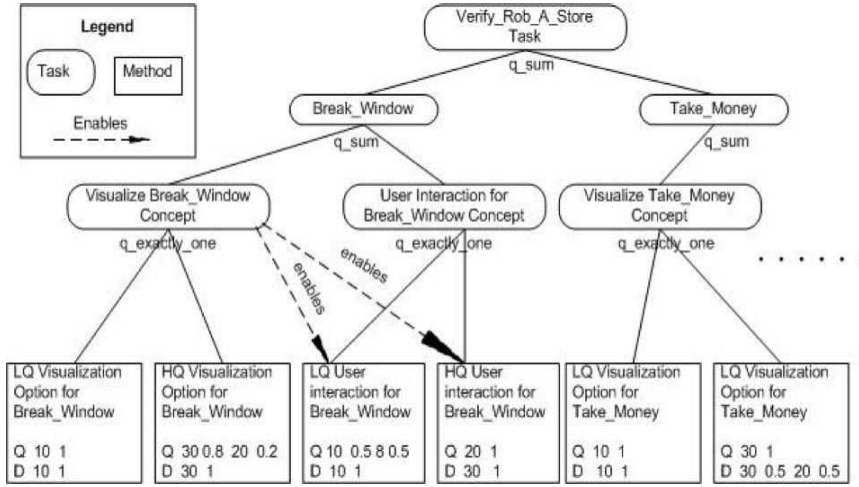 Legend
Task
Method
Enables
Verify_Rob_A_Store
Task
q_sum
Break_Window
Take_Money
q_sum
q_sum
Visualize Break_Window
Concept
User Interaction for
Break_Window Concept
Visualize Take_Money
Concept
q_exactly_one
q_exactly_one
q_exactly_one
enables
enables
. . . . .
LQ Visualization
Option for
Break_Window
Q 10 1
D 10 1
HQ Visualization
Option for
Break_Window
Q 30 0.8 20 0.2
D 30 1
LQ User
interaction for
Break_Window
Q 10 0.5 8 0.5
D 10 1
HQ User
interaction for
Break_Window
Q 20 1
D 30 1
LQ Visualization
Option for
Take_Money
Q 10 1
D 10 1
LQ Visualization
Option for
Take_Money
Q 30 1
D 30 0.5 20 0.5